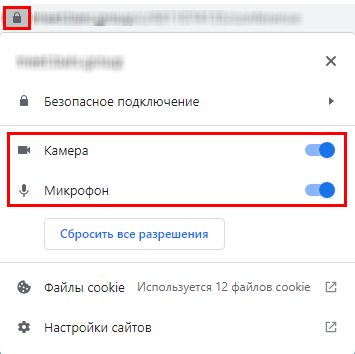 Безопасное подключение
Камера
Микрофон
Сбросить все разрешения
Файлы cookie Используется 12 файлов cookie
Настройки сайтов